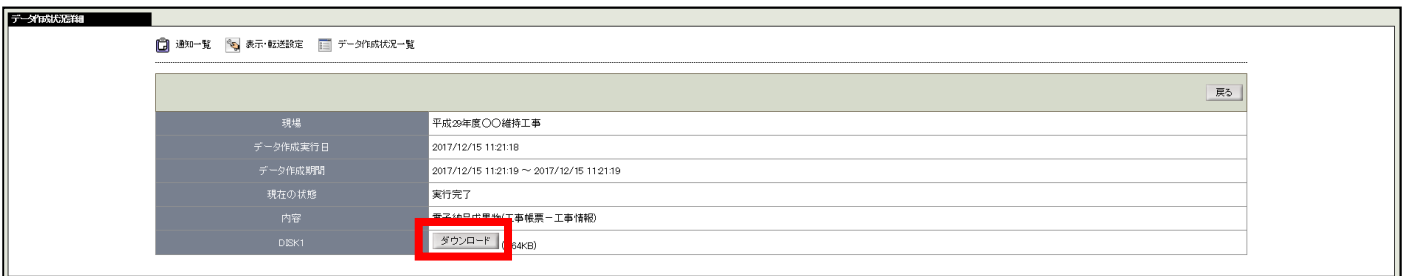 データ作成状況詳細
通知一覧 表示・転送設定 データ作成状況一覧
戻る
現場 平成29年度〇〇維持工事
データ作成実行日 2017/12/15 11:21:18
データ作成期間 2017/12/15 11:21:19 ～ 2017/12/15 11:21:19
現在の状態 実行完了
内容 電子納品成果物(工事帳票－工事情報)
DISK1 ダウンロード 64KB)